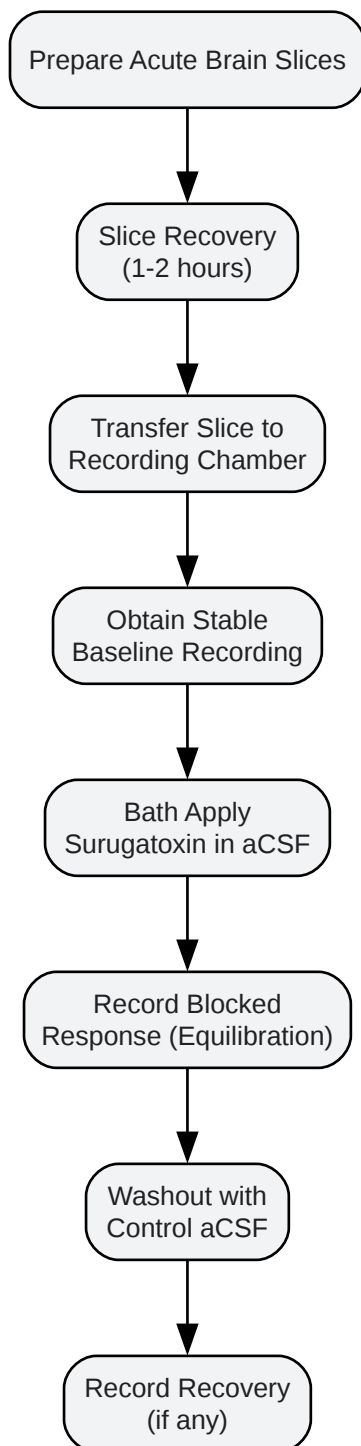 Prepare Acute Brain Slices
Slice Recovery
(1-2 hours)
Transfer Slice to
Recording Chamber
Obtain Stable
Baseline Recording
Bath Apply
Surugatoxin in aCSF
Record Blocked
Response (Equilibration)
Washout with
Control aCSF
Record Recovery
(if any)